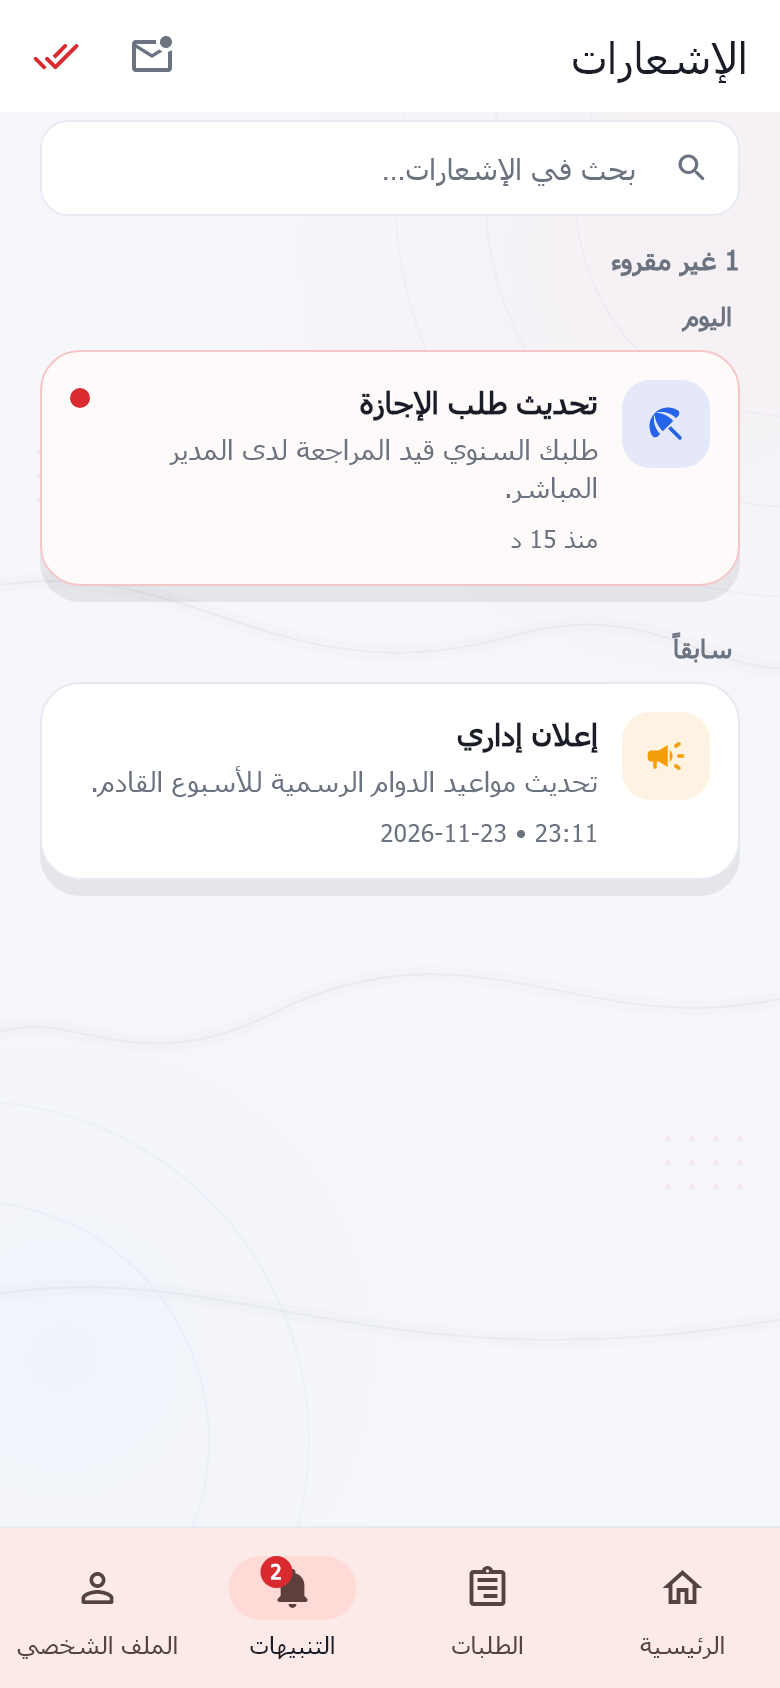 الإشعارات
بحث في الإشعارات...
1 غير مقروء
اليوم
تحديث طلب الإجازة
طلبك السنوي قيد المراجعة لدى المدير
المباشر.
منذ 15 د
سابقاً
إعلان إداري
تحديث مواعيد الدوام الرسمية للأسبوع القادم.
2026-11-23 • 23:11
الرئيسية
الطلبات
2
التنبيهات
الملف الشخصي